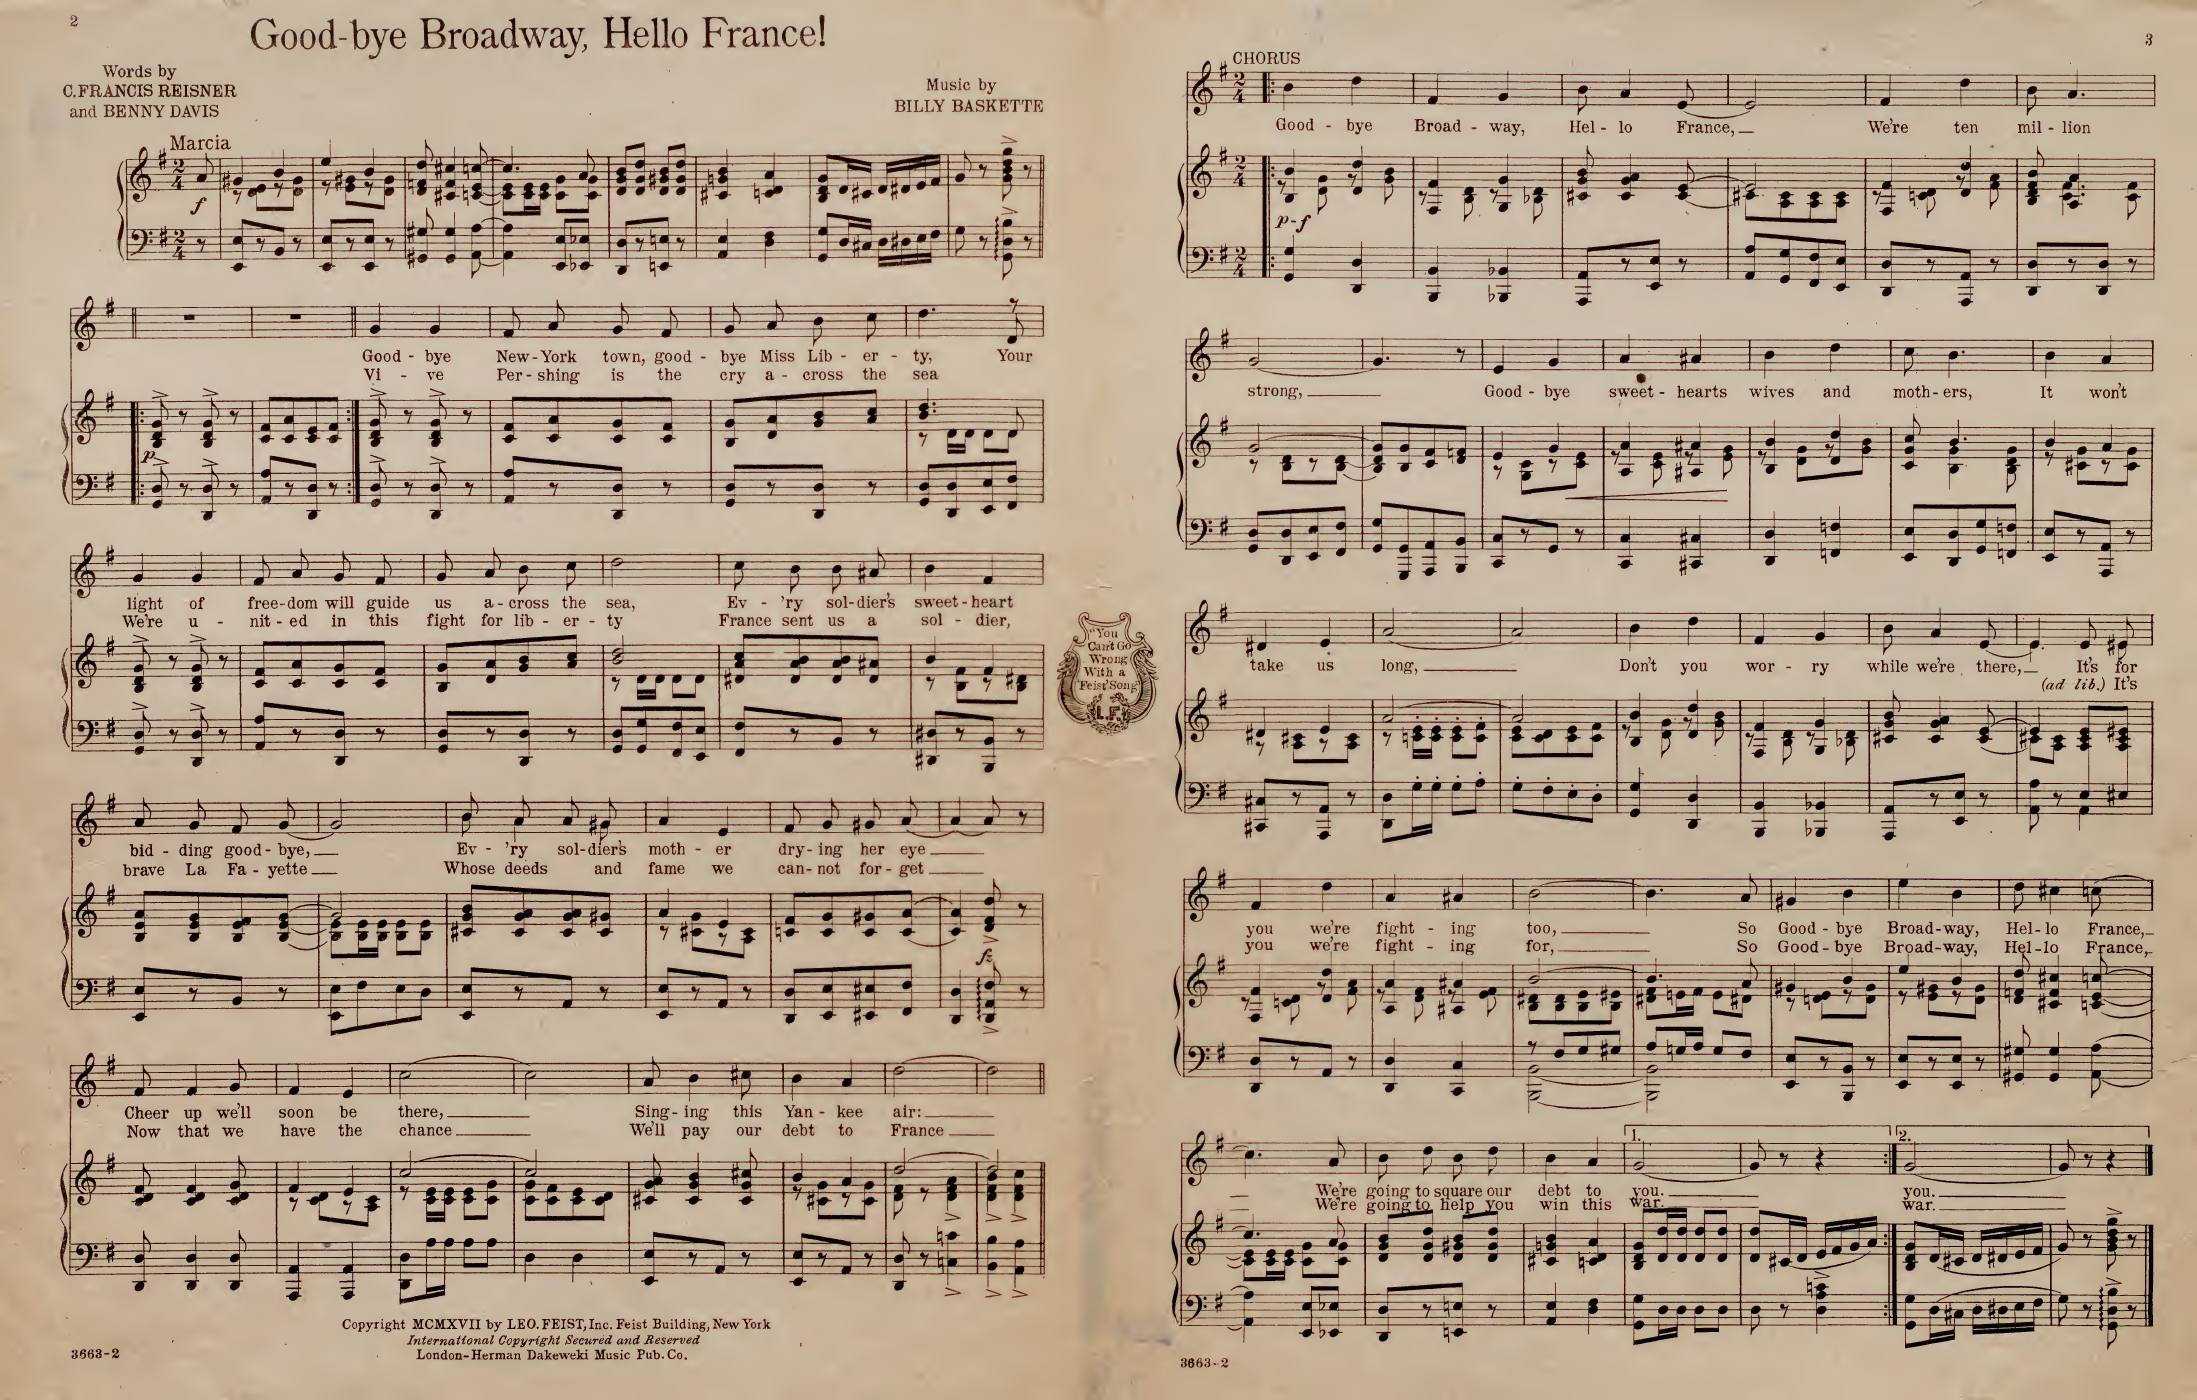 2
Good-bye Broadway, Hello France!
Words by
C. FRANCIS REISNER
and BENNY DAVIS
Music by
BILLY BASKETTE
Marcia
f
Good - bye New-York town, good - bye Miss Lib - er - ty, Your
Vi - ve Per - shing is the cry a - cross the sea
p
light of free-dom will guide us a - cross the sea, Ev - 'ry sol-dier's sweet-heart
We're u - nit - ed in this fight for lib - er - ty France sent us a sol - dier,
bid - ding good - bye, Ev - 'ry sol-dier's moth - er dry - ing her eye
brave La Fa - yette Whose deeds and fame we can - not for - get
fz
Cheer up we'll soon be there, Sing - ing this Yan - kee air:
Now that we have the chance We'll pay our debt to France
Copyright MCMXVII by LEO. FEIST, Inc. Feist Building, New York
International Copyright Secured and Reserved
London-Herman Dakeweki Music Pub. Co.
3663-2
"You
Can't Go
Wrong
With a
'Feist' Song"
L.F.
3
CHORUS
Good - bye Broad - way, Hel - lo France, We're ten mil - lion
p-f
strong, Good - bye sweet - hearts wives and moth - ers, It won't
take us long, Don't you wor - ry while we're there, It's for
(ad lib.) It's
you we're fight - ing too, So Good - bye Broad - way, Hel - lo France,
you we're fight - ing for, So Good - bye Broad - way, Hel - lo France,
1. 2.
We're going to square our debt to you. you.
We're going to help you win this war. war.
3663-2